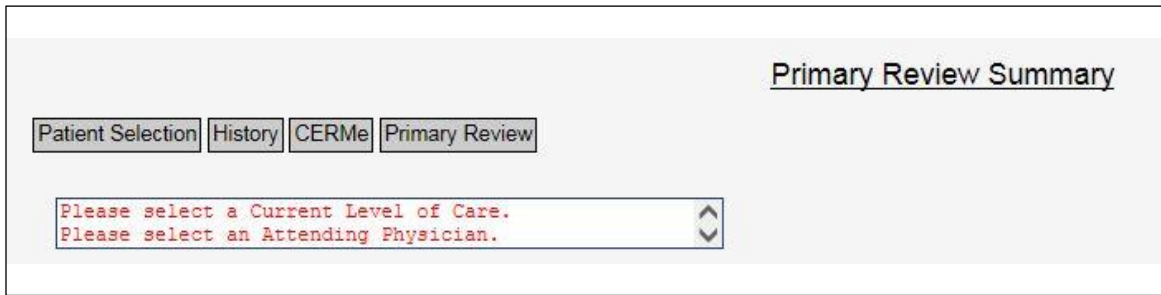 Primary Review Summary
Patient Selection History CERMe Primary Review
Please select a Current Level of Care.
Please select an Attending Physician.